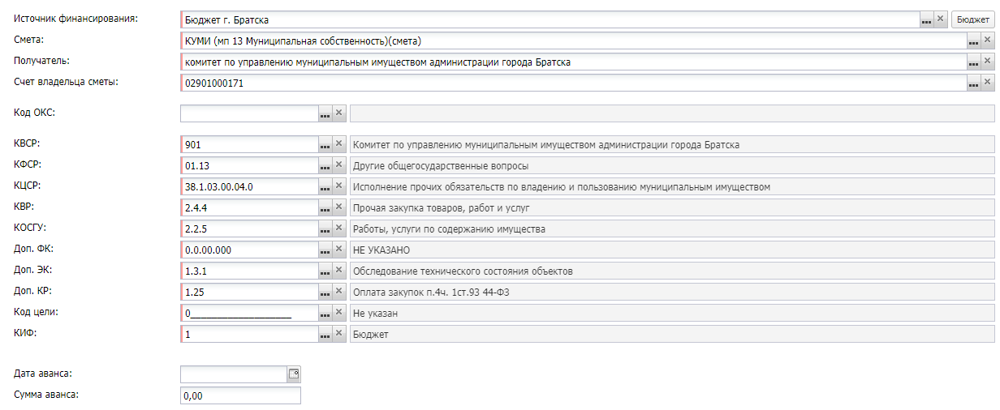 Источник финансирования: Бюджет г. Братска ... × Бюджет
Смета: КУМИ (мп 13 Муниципальная собственность)(смета) ... ×
Получатель: комитет по управлению муниципальным имуществом администрации города Братска ... ×
Счет владельца сметы: 02901000171 ... ×
Код ОКС: ... ×
КВСР: 901 ... × Комитет по управлению муниципальным имуществом администрации города Братска
КФСР: 01.13 ... × Другие общегосударственные вопросы
КЦСР: 38.1.03.00.04.0 ... × Исполнение прочих обязательств по владению и пользованию муниципальным имуществом
КВР: 2.4.4 ... × Прочая закупка товаров, работ и услуг
КОСГУ: 2.2.5 ... × Работы, услуги по содержанию имущества
Доп. ФК: 0.0.00.000 ... × НЕ УКАЗАНО
Доп. ЭК: 1.3.1 ... × Обследование технического состояния объектов
Доп. КР: 1.25 ... × Оплата закупок п.4ч. 1ст.93 44-ФЗ
Код цели: 0___________________ ... × Не указан
КИФ: 1 ... × Бюджет
Дата аванса:
Сумма аванса: 0,00